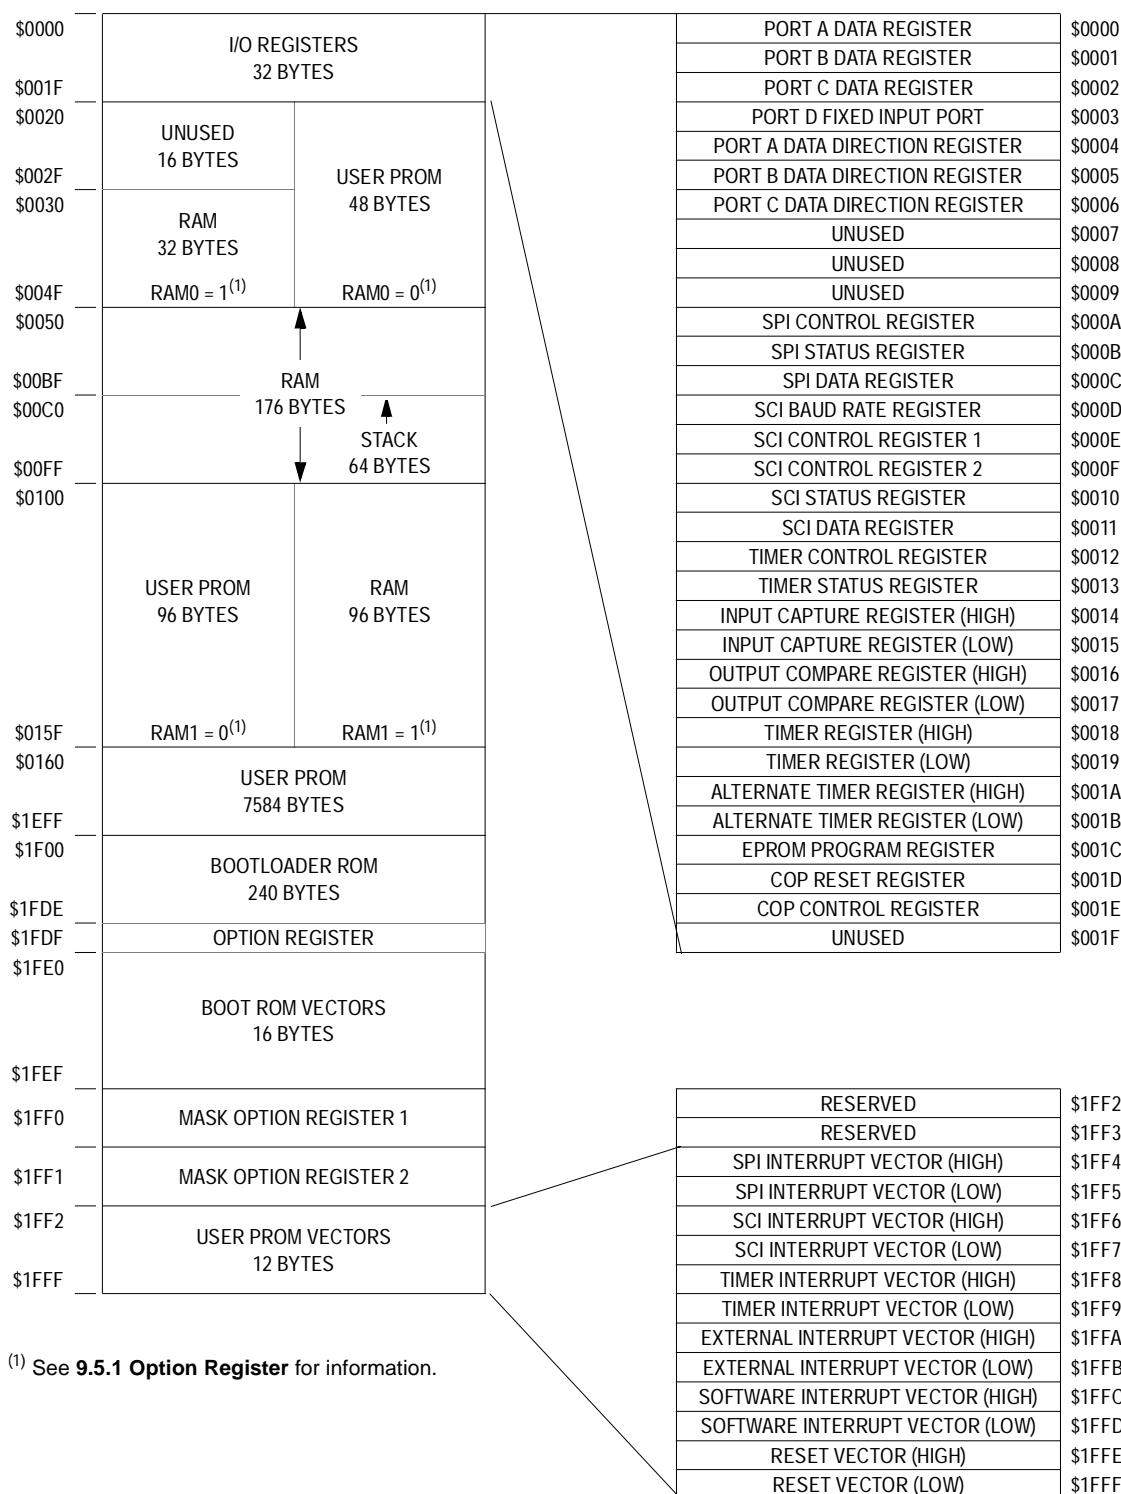 $0000
I/O REGISTERS
32 BYTES
$001F
$0020
UNUSED
16 BYTES
$002F
USER PROM
48 BYTES
$0030
RAM
32 BYTES
$004F
RAM0 = 1(1)
RAM0 = 0(1)
$0050
$00BF
RAM
176 BYTES
$00C0
STACK
64 BYTES
$00FF
$0100
USER PROM
96 BYTES
RAM
96 BYTES
$015F
RAM1 = 0(1)
RAM1 = 1(1)
$0160
USER PROM
7584 BYTES
$1EFF
$1F00
BOOTLOADER ROM
240 BYTES
$1FDE
$1FDF OPTION REGISTER
$1FE0
BOOT ROM VECTORS
16 BYTES
$1FEF
$1FF0 MASK OPTION REGISTER 1
$1FF1 MASK OPTION REGISTER 2
$1FF2
USER PROM VECTORS
12 BYTES
$1FFF
(1) See 9.5.1 Option Register for information.
PORT A DATA REGISTER $0000
PORT B DATA REGISTER $0001
PORT C DATA REGISTER $0002
PORT D FIXED INPUT PORT $0003
PORT A DATA DIRECTION REGISTER $0004
PORT B DATA DIRECTION REGISTER $0005
PORT C DATA DIRECTION REGISTER $0006
UNUSED $0007
UNUSED $0008
UNUSED $0009
SPI CONTROL REGISTER $000A
SPI STATUS REGISTER $000B
SPI DATA REGISTER $000C
SCI BAUD RATE REGISTER $000D
SCI CONTROL REGISTER 1 $000E
SCI CONTROL REGISTER 2 $000F
SCI STATUS REGISTER $0010
SCI DATA REGISTER $0011
TIMER CONTROL REGISTER $0012
TIMER STATUS REGISTER $0013
INPUT CAPTURE REGISTER (HIGH) $0014
INPUT CAPTURE REGISTER (LOW) $0015
OUTPUT COMPARE REGISTER (HIGH) $0016
OUTPUT COMPARE REGISTER (LOW) $0017
TIMER REGISTER (HIGH) $0018
TIMER REGISTER (LOW) $0019
ALTERNATE TIMER REGISTER (HIGH) $001A
ALTERNATE TIMER REGISTER (LOW) $001B
EPROM PROGRAM REGISTER $001C
COP RESET REGISTER $001D
COP CONTROL REGISTER $001E
UNUSED $001F
RESERVED $1FF2
RESERVED $1FF3
SPI INTERRUPT VECTOR (HIGH) $1FF4
SPI INTERRUPT VECTOR (LOW) $1FF5
SCI INTERRUPT VECTOR (HIGH) $1FF6
SCI INTERRUPT VECTOR (LOW) $1FF7
TIMER INTERRUPT VECTOR (HIGH) $1FF8
TIMER INTERRUPT VECTOR (LOW) $1FF9
EXTERNAL INTERRUPT VECTOR (HIGH) $1FFA
EXTERNAL INTERRUPT VECTOR (LOW) $1FFB
SOFTWARE INTERRUPT VECTOR (HIGH) $1FFC
SOFTWARE INTERRUPT VECTOR (LOW) $1FFD
RESET VECTOR (HIGH) $1FFE
RESET VECTOR (LOW) $1FFF